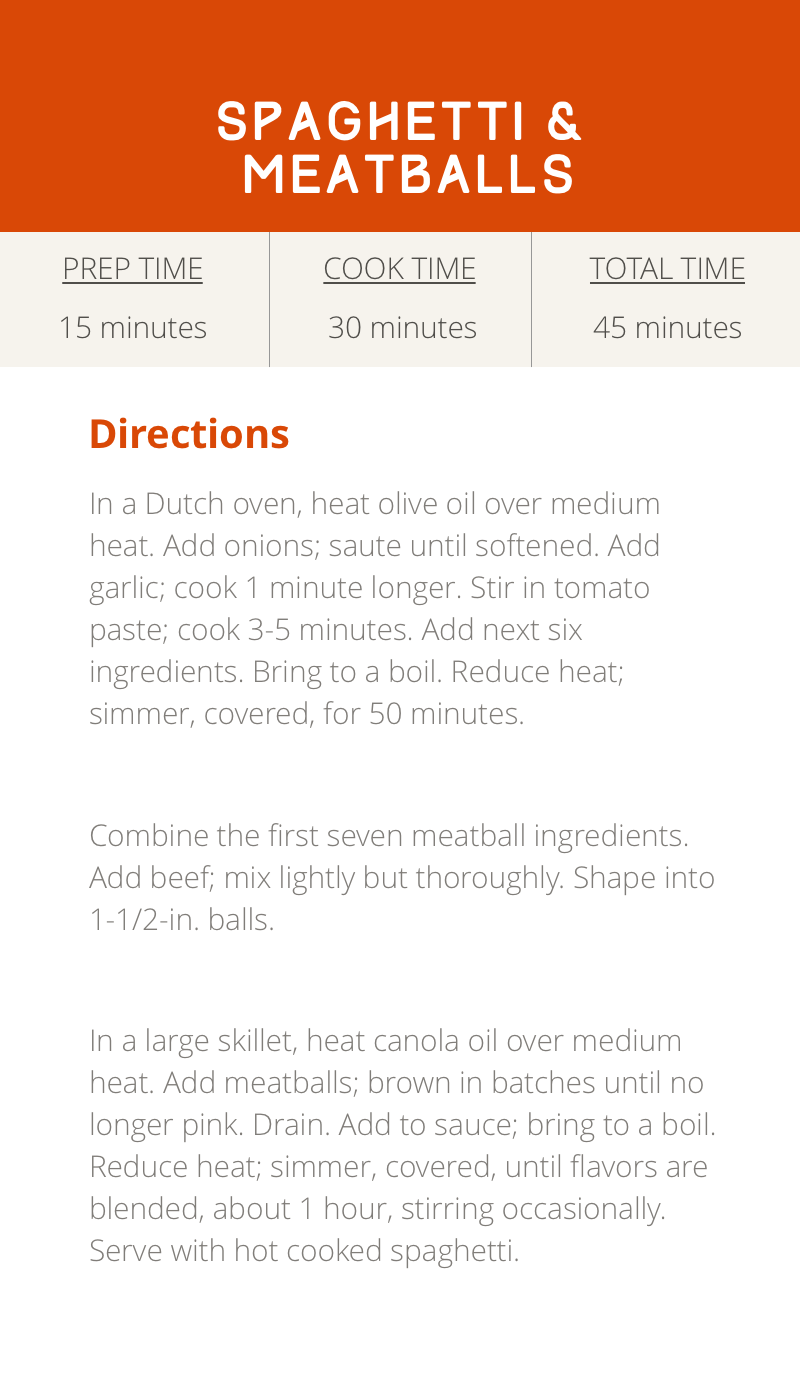 SPAGHETTI &
MEATBALLS
PREP TIME
COOK TIME
TOTAL TIME
15 minutes
30 minutes
45 minutes
Directions
In a Dutch oven, heat olive oil over medium
heat. Add onions; saute until softened. Add
garlic; cook 1 minute longer. Stir in tomato
paste; cook 3-5 minutes. Add next six
ingredients. Bring to a boil. Reduce heat;
simmer, covered, for 50 minutes.
Combine the first seven meatball ingredients.
Add beef; mix lightly but thoroughly. Shape into
1-1/2-in. balls.
In a large skillet, heat canola oil over medium
heat. Add meatballs; brown in batches until no
longer pink. Drain. Add to sauce; bring to a boil.
Reduce heat; simmer, covered, until flavors are
blended, about 1 hour, stirring occasionally.
Serve with hot cooked spaghetti.